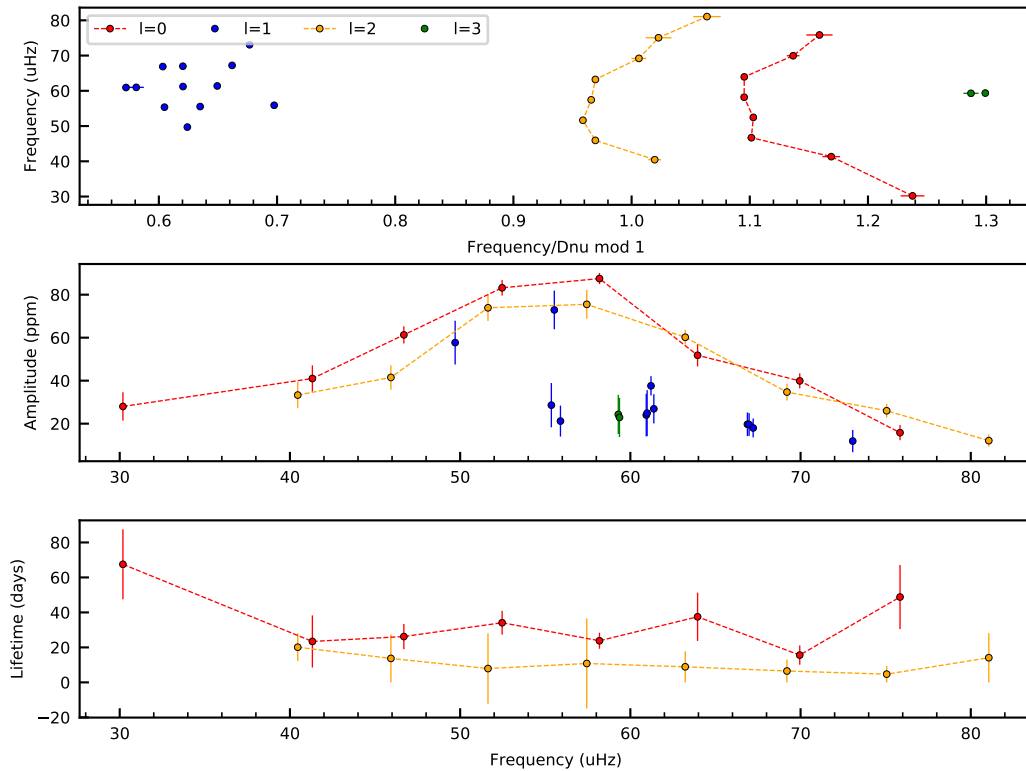 l=0 l=1 l=2 l=3
Frequency (uHz)
80
70
60
50
40
30
0.6 0.7 0.8 0.9 1.0 1.1 1.2 1.3
Frequency/Dnu mod 1
Amplitude (ppm)
80
60
40
20
30 40 50 60 70 80
Lifetime (days)
80
60
40
20
0
−20
30 40 50 60 70 80
Frequency (uHz)